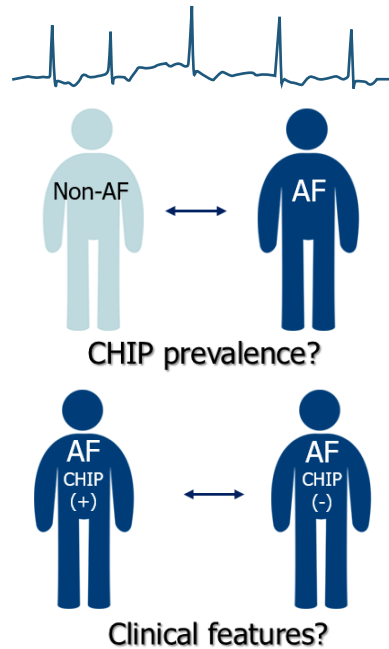 Non-AF
AF
CHIP prevalence?
AF
CHIP
(+)
AF
CHIP
(-)
Clinical features?